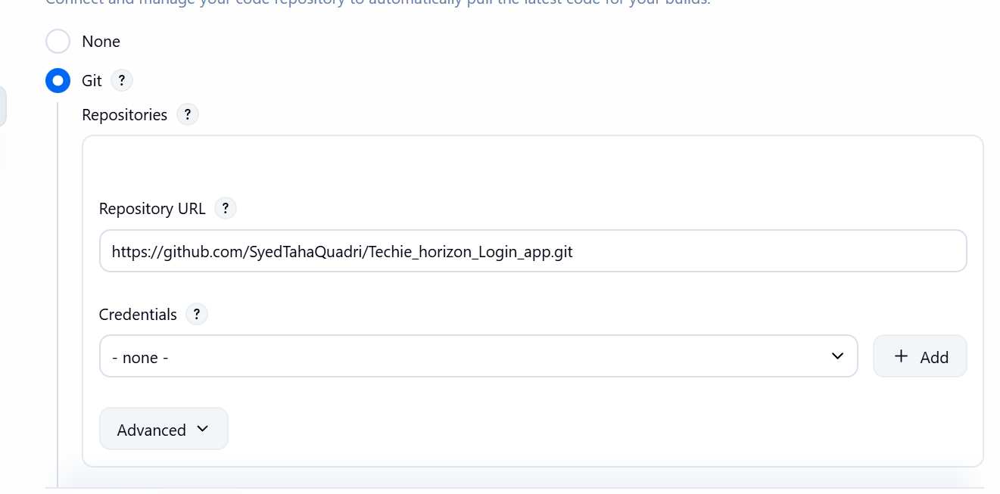 Connect and manage your code repository to automatically pull the latest code for your builds.
None
Git ?
Repositories ?
Repository URL ?
https://github.com/SyedTahaQuadri/Techie_horizon_Login_app.git
Credentials ?
- none -
+ Add
Advanced